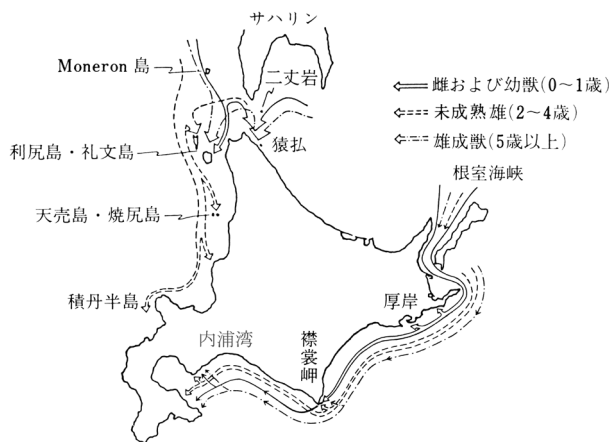 サハリン
Moneron 島
二丈岩
雌および幼獣(0〜1歳)
未成熟雄(2〜4歳)
雄成獣(5歳以上)
猿払
利尻島・礼文島
根室海峡
天売島・焼尻島
積丹半島
厚岸
内浦湾
襟裳岬